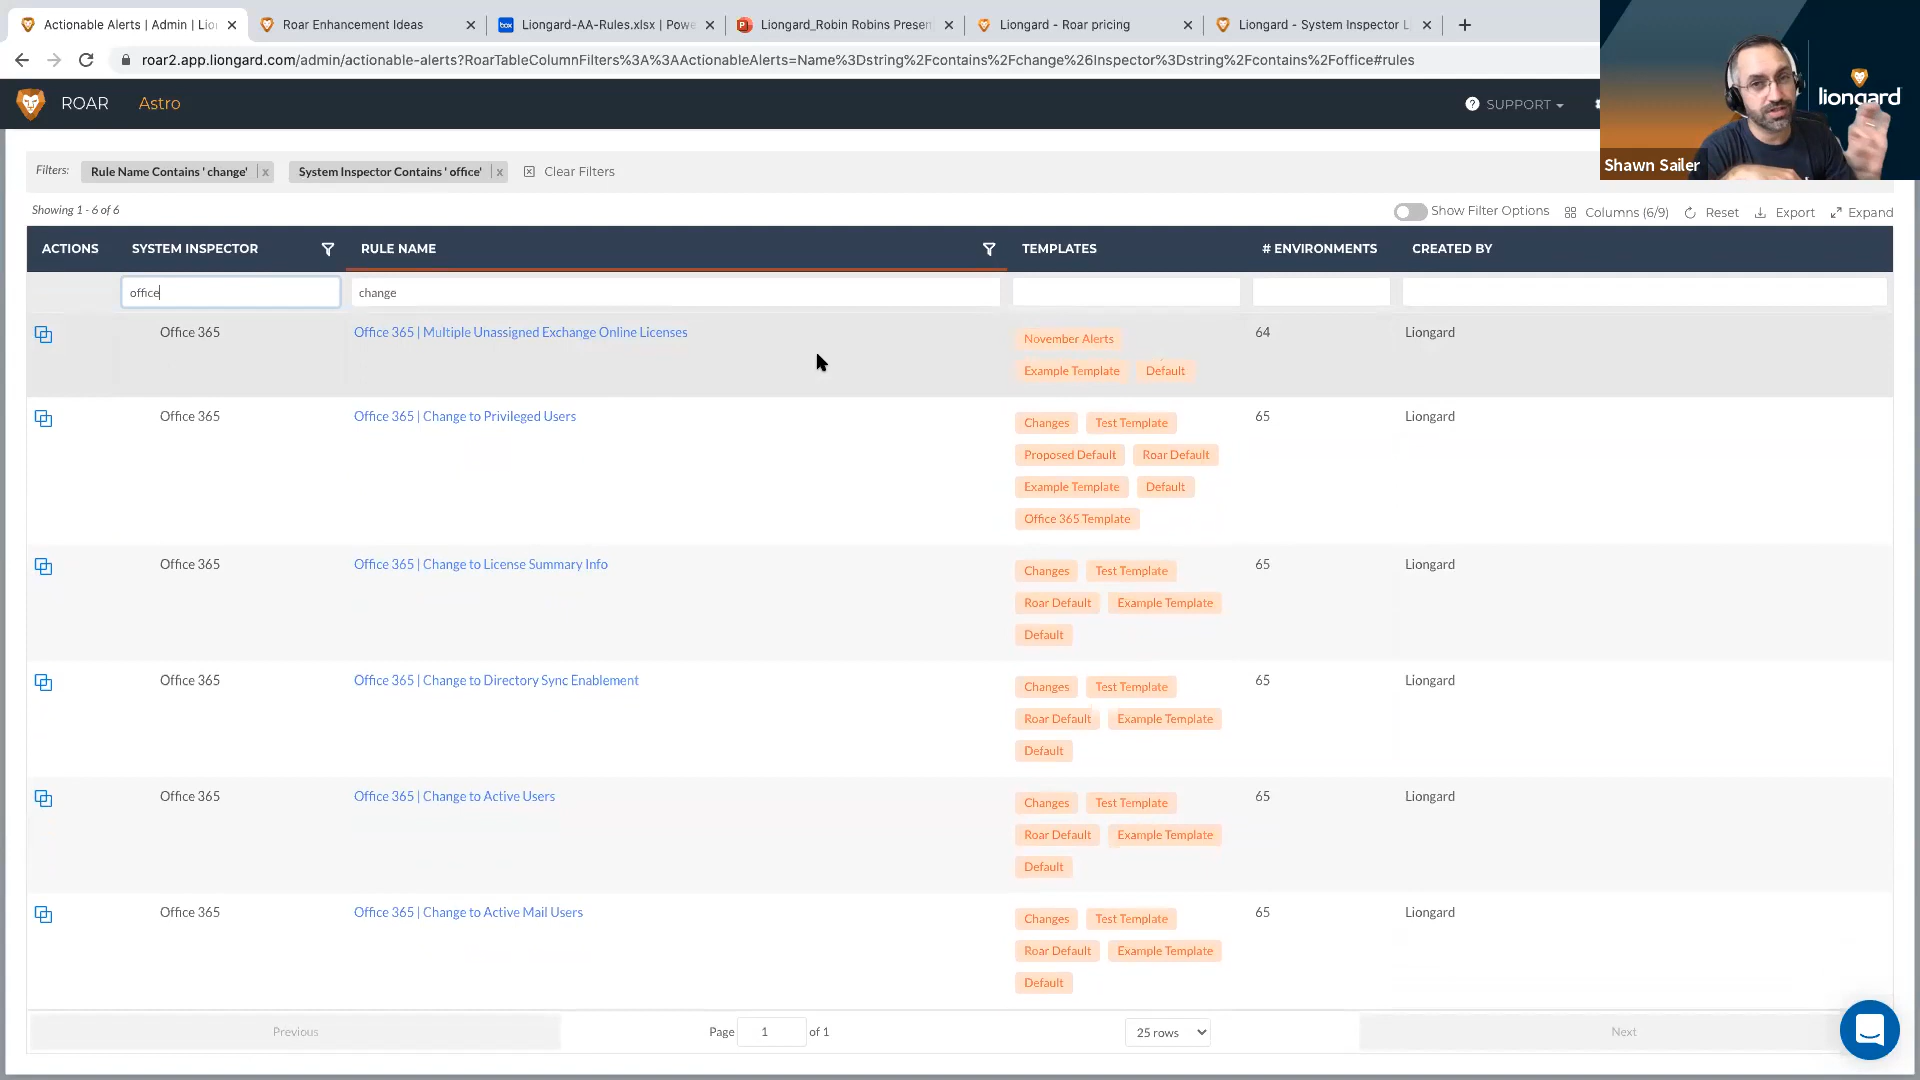 Actionable Alerts | Admin | Lio
Roar Enhancement Ideas
box Liongard-AA-Rules.xlsx | Powe
Liongard_Robin Robins Presen
Liongard - Roar pricing
Liongard - System Inspector L
roar2.app.liongard.com/admin/actionable-alerts?RoarTableColumnFilters%3A%3AActionableAlerts=Name%3Dstring%2Fcontains%2Fchange%26Inspector%3Dstring%2Fcontains%2Foffice#rules
ROAR Astro SUPPORT
liongard
Shawn Sailer
Filters: Rule Name Contains ' change' x System Inspector Contains ' office' x Clear Filters
Showing 1 - 6 of 6
Show Filter Options Columns (6/9) Reset Export Expand
ACTIONS SYSTEM INSPECTOR RULE NAME TEMPLATES # ENVIRONMENTS CREATED BY
office change
Office 365 Office 365 | Multiple Unassigned Exchange Online Licenses November Alerts 64 Liongard
Example Template Default
Office 365 Office 365 | Change to Privileged Users Changes Test Template 65 Liongard
Proposed Default Roar Default
Example Template Default
Office 365 Template
Office 365 Office 365 | Change to License Summary Info Changes Test Template 65 Liongard
Roar Default Example Template
Default
Office 365 Office 365 | Change to Directory Sync Enablement Changes Test Template 65 Liongard
Roar Default Example Template
Default
Office 365 Office 365 | Change to Active Users Changes Test Template 65 Liongard
Roar Default Example Template
Default
Office 365 Office 365 | Change to Active Mail Users Changes Test Template 65 Liongard
Roar Default Example Template
Default
Previous Page 1 of 1 25 rows Next